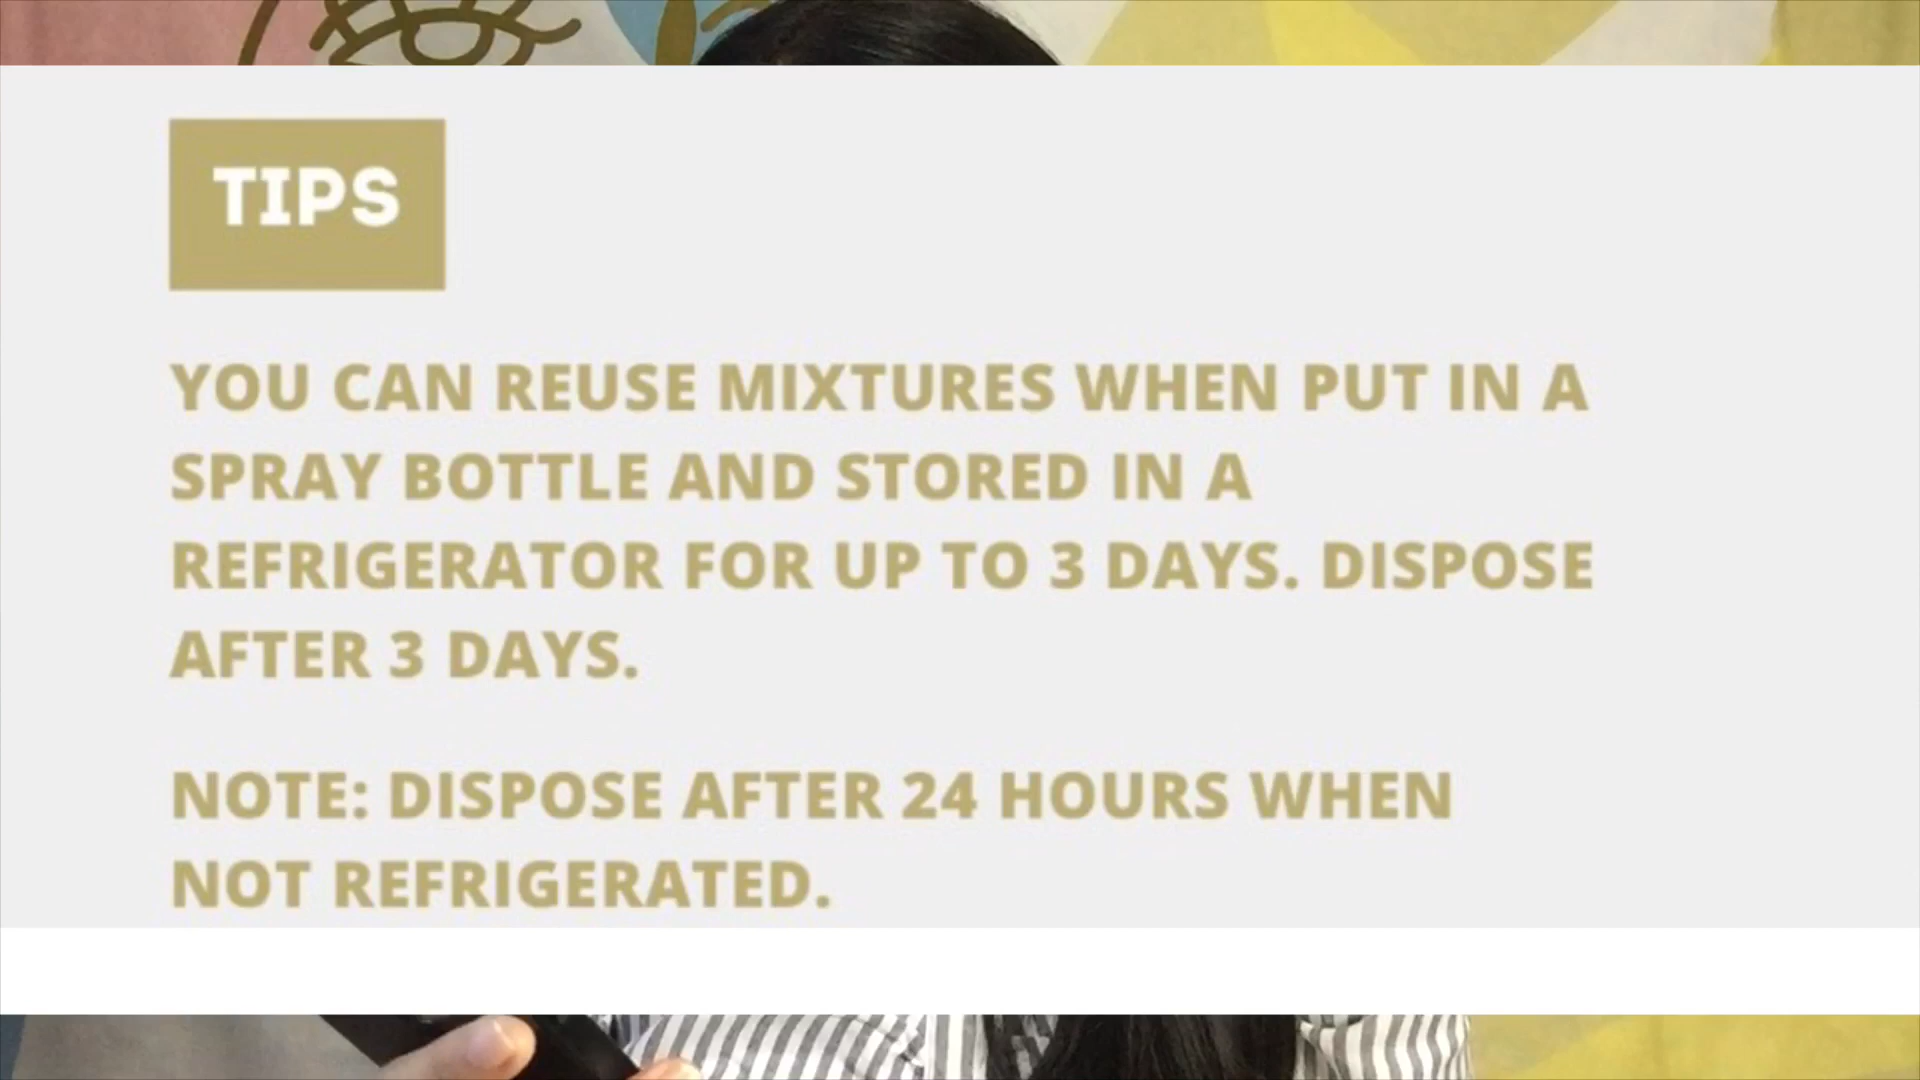 TIPS
YOU CAN REUSE MIXTURES WHEN PUT IN A
SPRAY BOTTLE AND STORED IN A
REFRIGERATOR FOR UP TO 3 DAYS. DISPOSE
AFTER 3 DAYS.
NOTE: DISPOSE AFTER 24 HOURS WHEN
NOT REFRIGERATED.